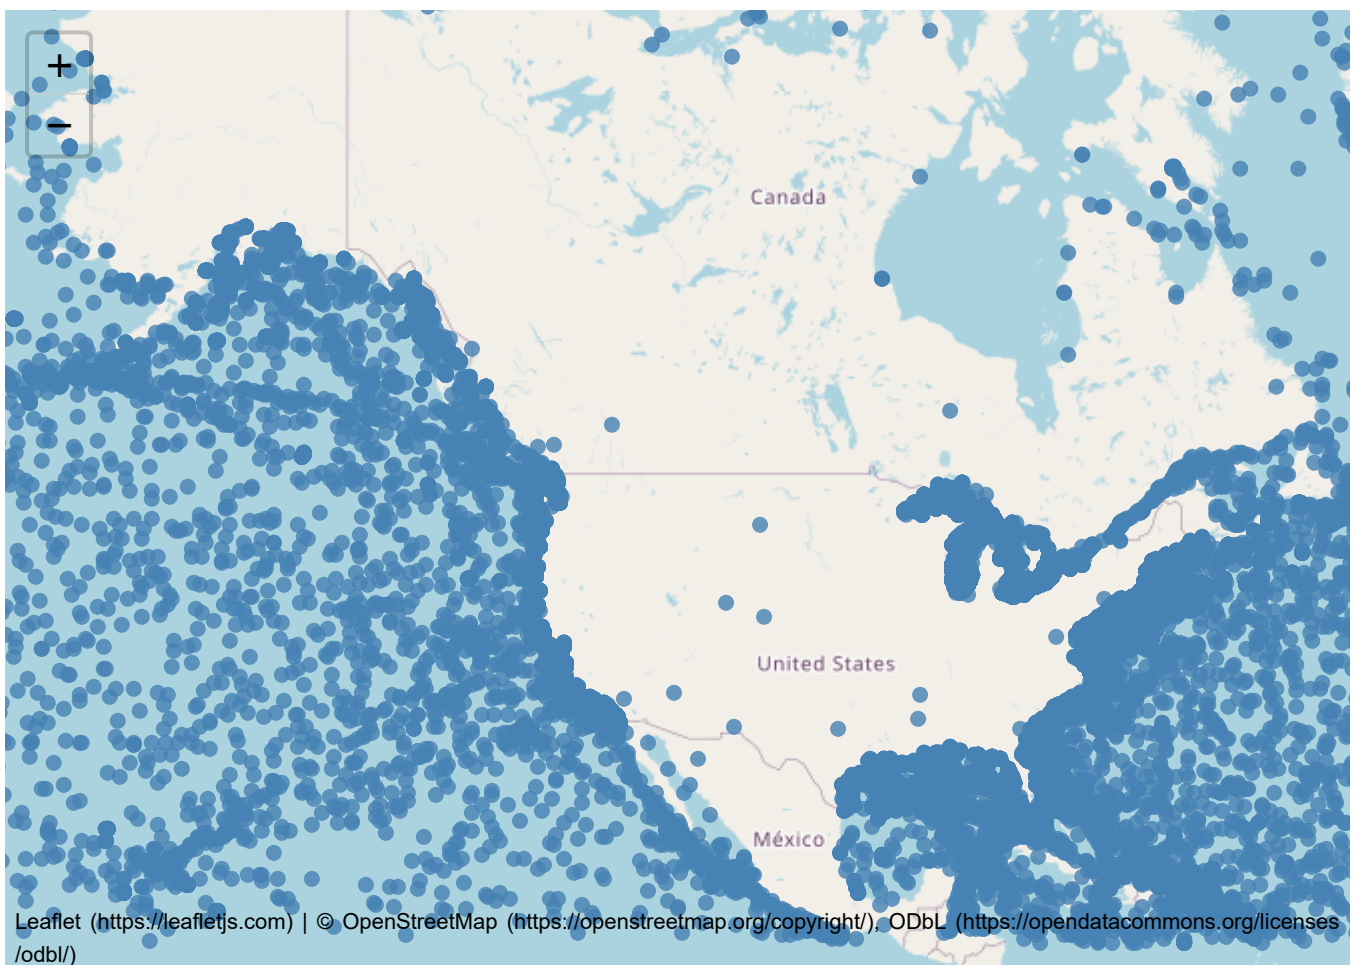 +
−
Canada
United States
México
Leaflet (https://leafletjs.com) | © OpenStreetMap (https://openstreetmap.org/copyright/), ODbL (https://opendatacommons.org/licenses
/odbl/)